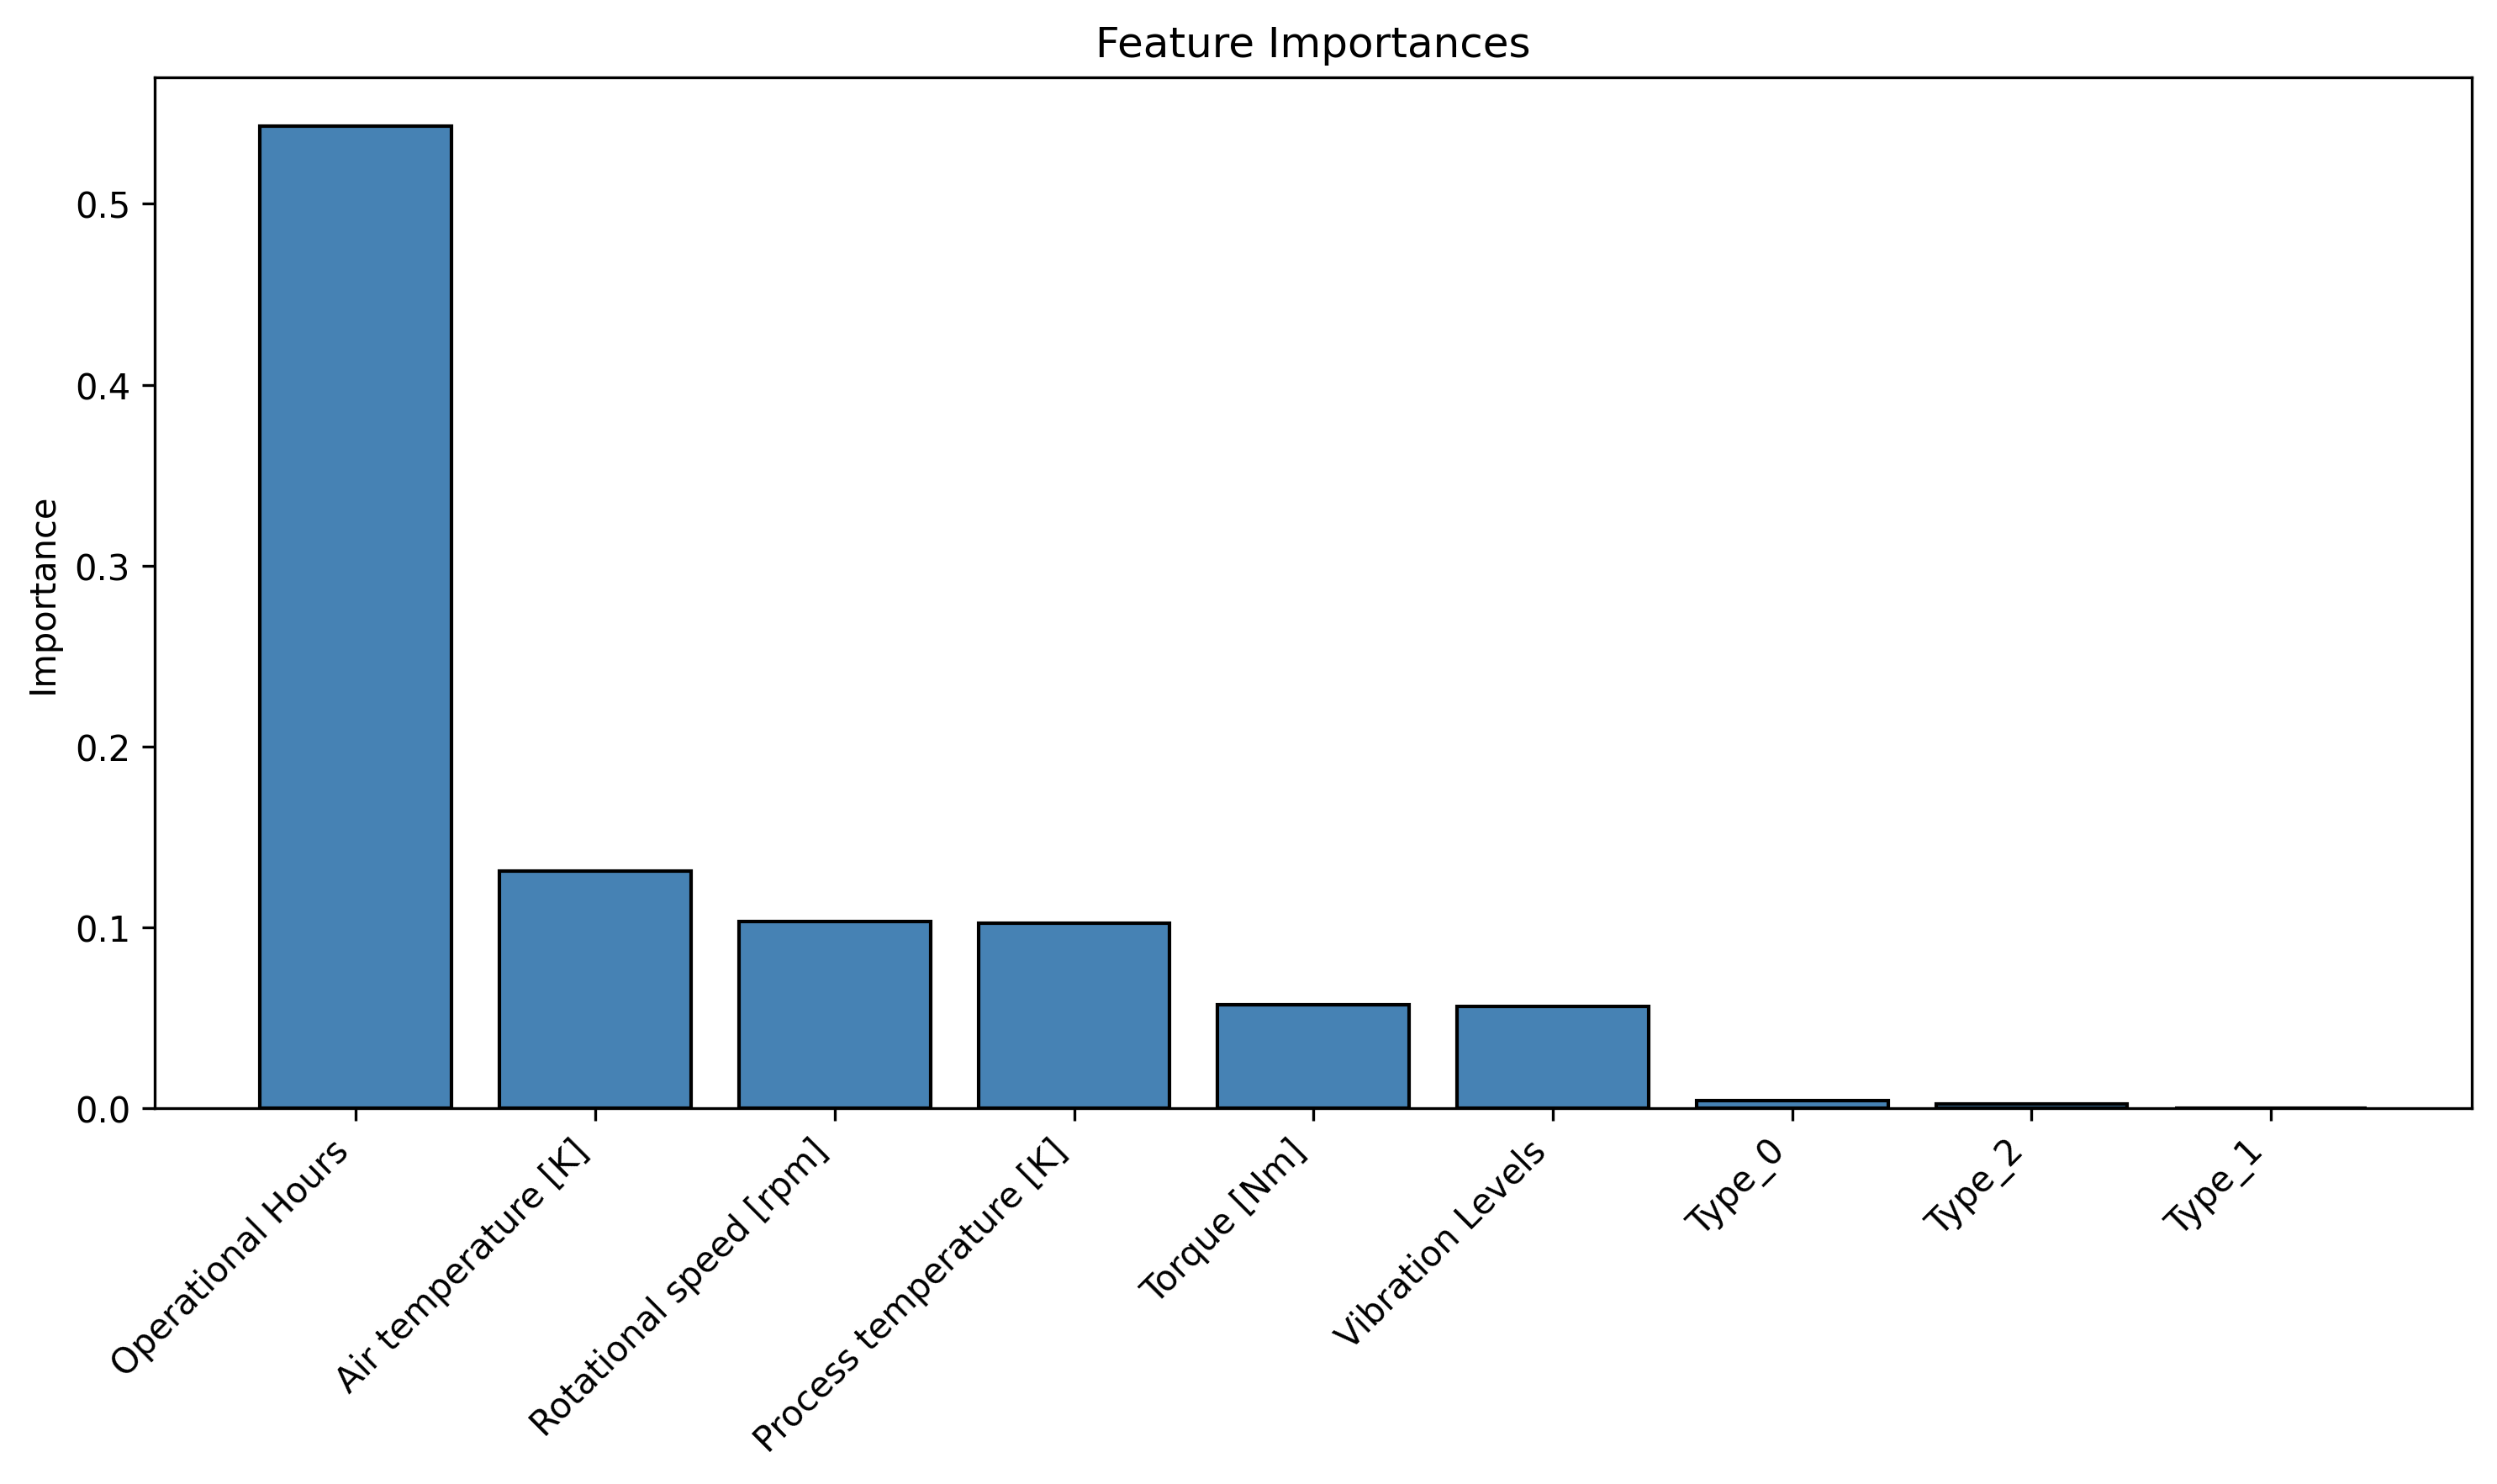 Feature Importances
Importance
0.5
0.4
0.3
0.2
0.1
0.0
Operational Hours
Air temperature [K]
Rotational speed [rpm]
Process temperature [K]
Torque [Nm]
Vibration Levels
Type_0
Type_2
Type_1